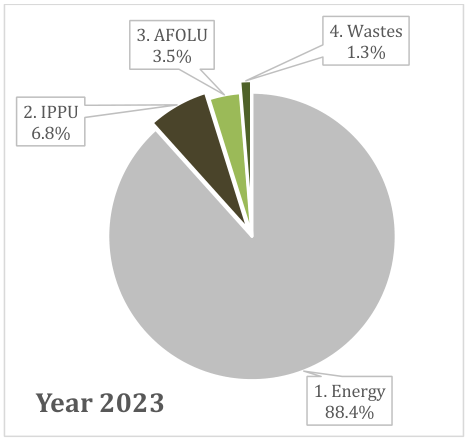 3. AFOLU
3.5%
4. Wastes
1.3%
2. IPPU
6.8%
1. Energy
88.4%
Year 2023